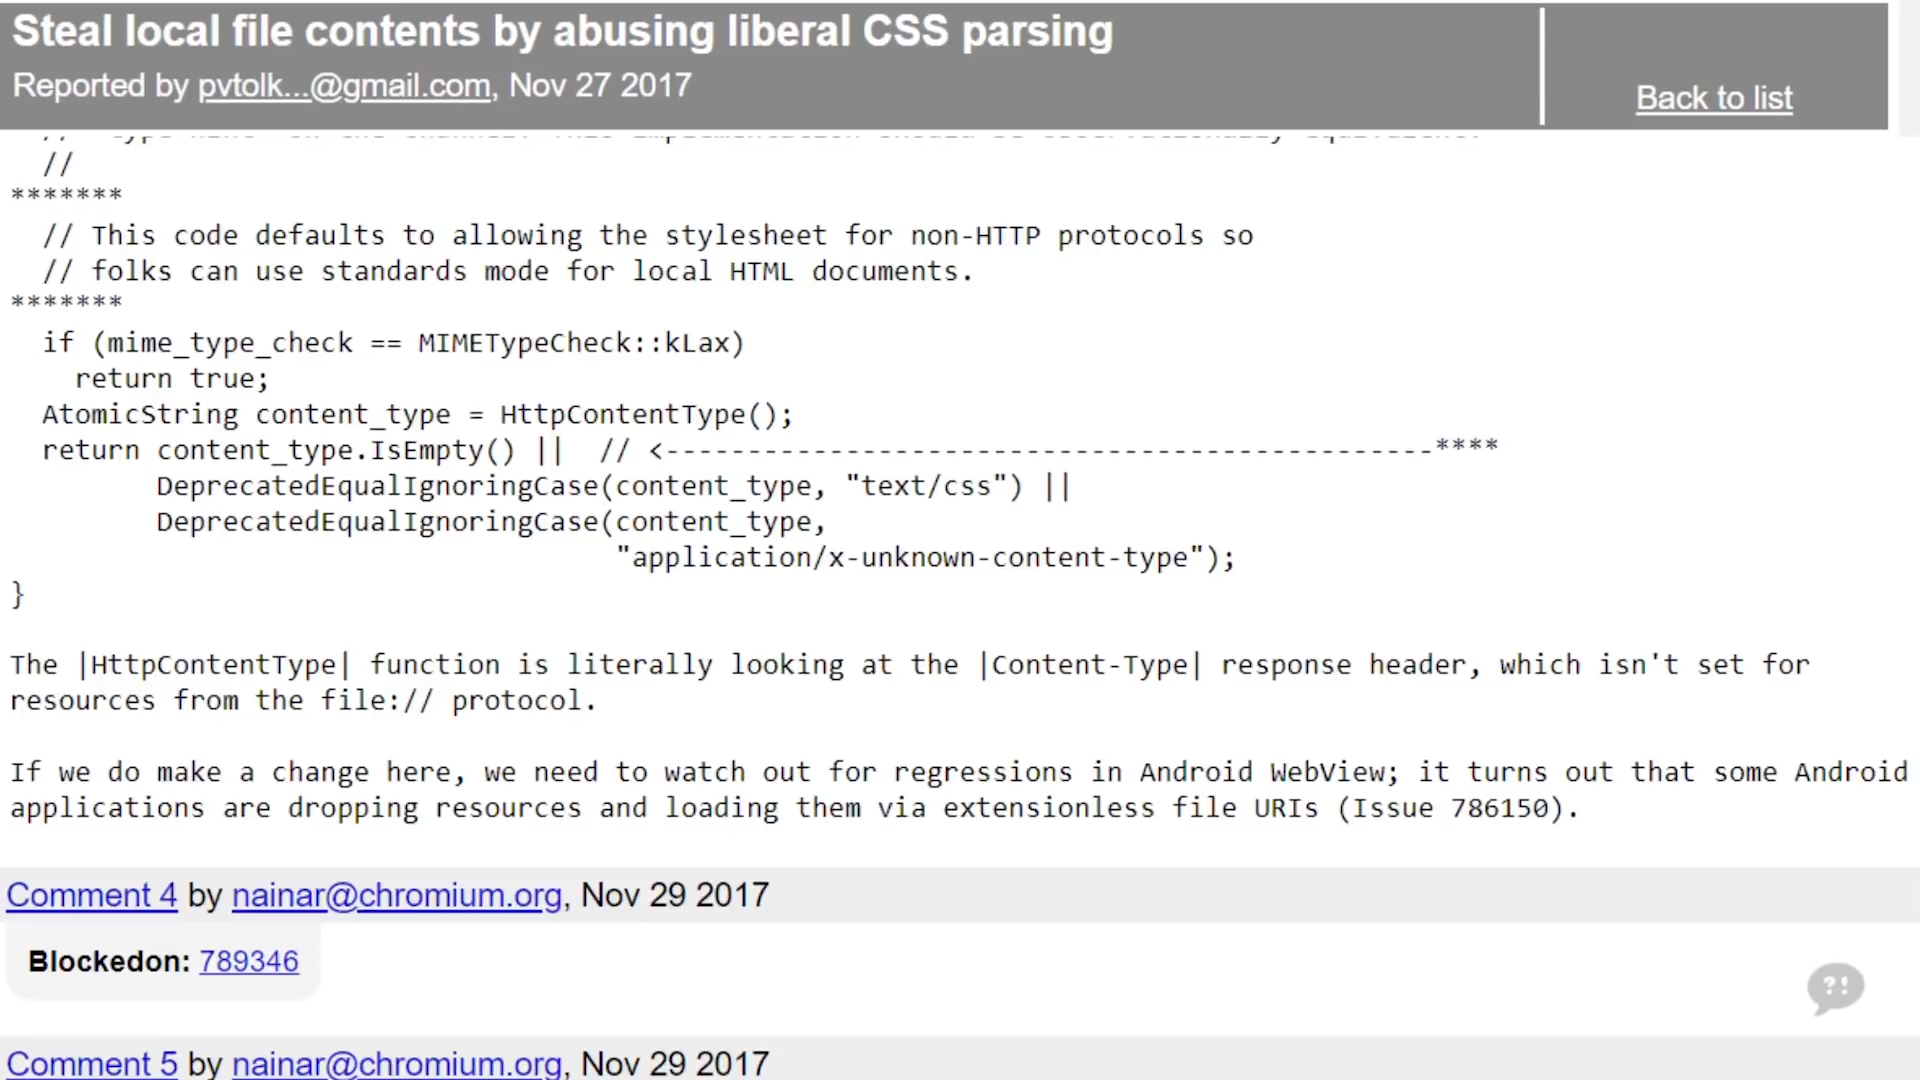 Steal local file contents by abusing liberal CSS parsing
Reported by pvtolk...@gmail.com, Nov 27 2017
Back to list
//
*******
// This code defaults to allowing the stylesheet for non-HTTP protocols so
// folks can use standards mode for local HTML documents.
*******
if (mime_type_check == MIMETypeCheck::kLax)
return true;
AtomicString content_type = HttpContentType();
return content_type.IsEmpty() || // <-----------------------------------------------****
DeprecatedEqualIgnoringCase(content_type, "text/css") ||
DeprecatedEqualIgnoringCase(content_type,
"application/x-unknown-content-type");
}
The |HttpContentType| function is literally looking at the |Content-Type| response header, which isn't set for
resources from the file:// protocol.
If we do make a change here, we need to watch out for regressions in Android WebView; it turns out that some Android
applications are dropping resources and loading them via extensionless file URIs (Issue 786150).
Comment 4 by nainar@chromium.org, Nov 29 2017
Blockedon: 789346
?!
Comment 5 by nainar@chromium.org, Nov 29 2017